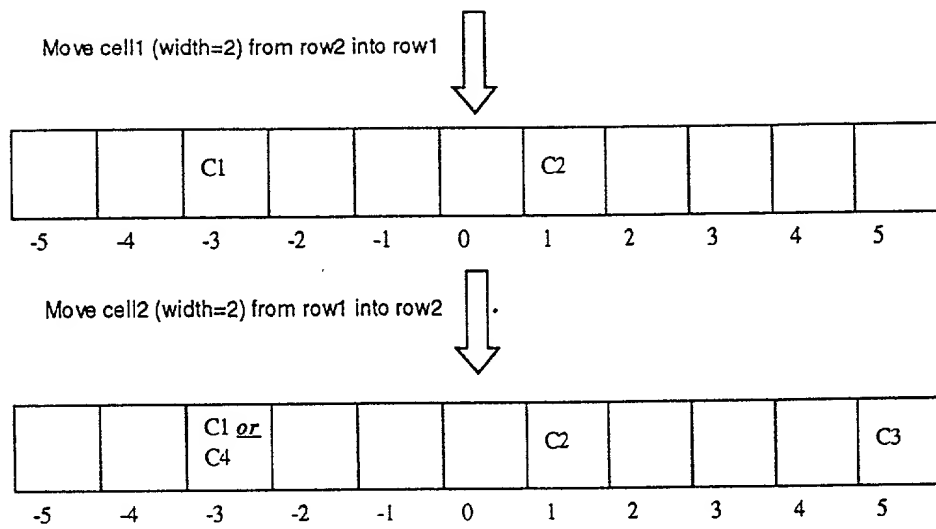 Move cell1 (width=2) from row2 into row1
C1 C2
-5 -4 -3 -2 -1 0 1 2 3 4 5
Move cell2 (width=2) from row1 into row2
C1 or
C4
C2
C3
-5 -4 -3 -2 -1 0 1 2 3 4 5